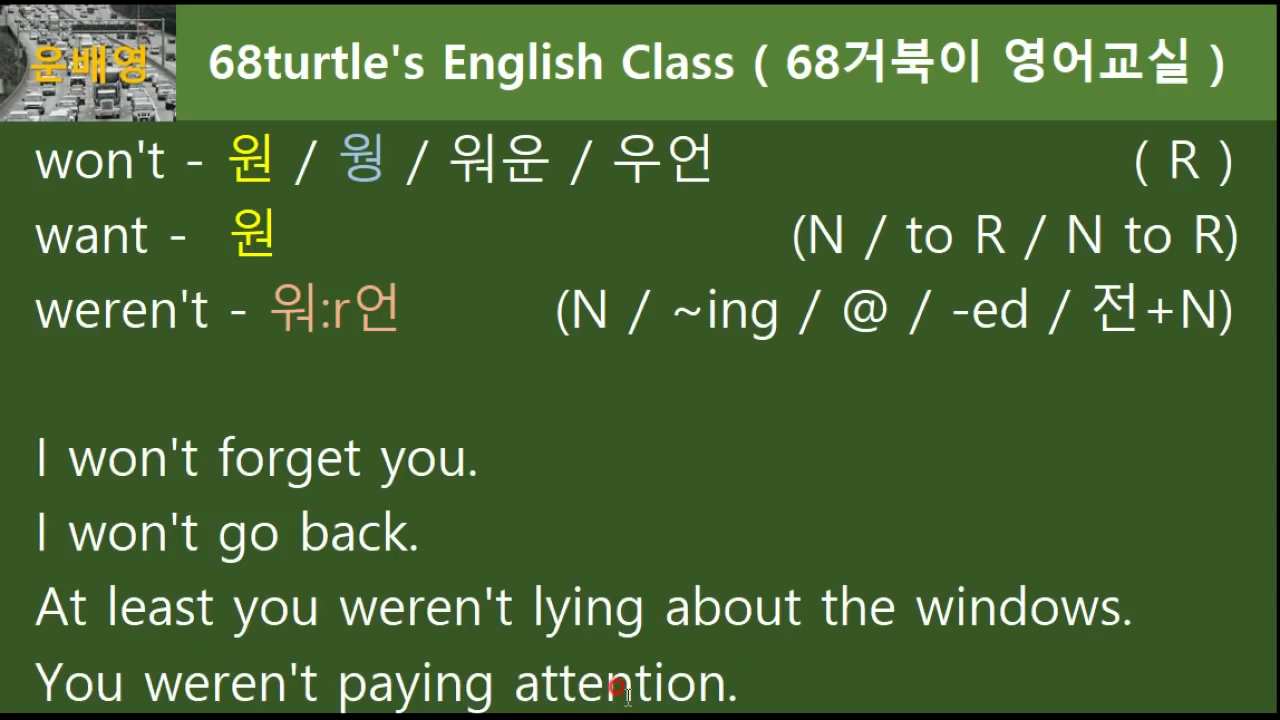 운배영
68turtle's English Class ( 68거북이 영어교실 )
won't - 원 / 웡 / 워운 / 우언 ( R )
want - 원 (N / to R / N to R)
weren't - 워:r언 (N / ~ing / @ / -ed / 전+N)
I won't forget you.
I won't go back.
At least you weren't lying about the windows.
You weren't paying attention.